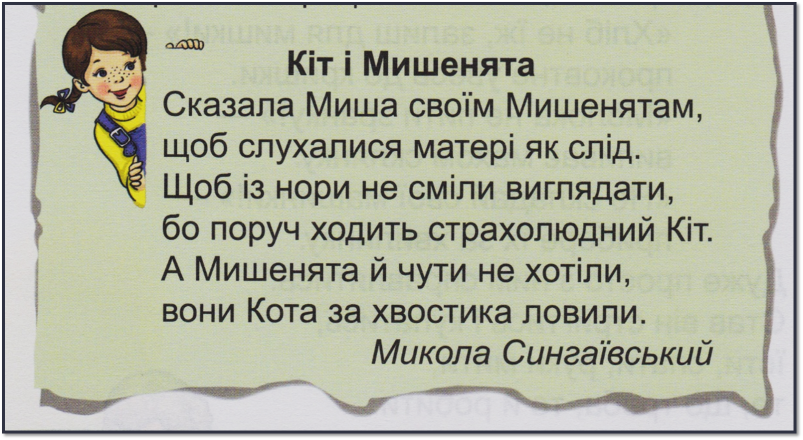 Кіт і Мишенята
Сказала Миша своїм Мишенятам,
щоб слухалися матері як слід.
Щоб із нори не сміли виглядати,
бо поруч ходить страхолюдний Кіт.
А Мишенята й чути не хотіли,
вони Кота за хвостика ловили.
Микола Сингаївський